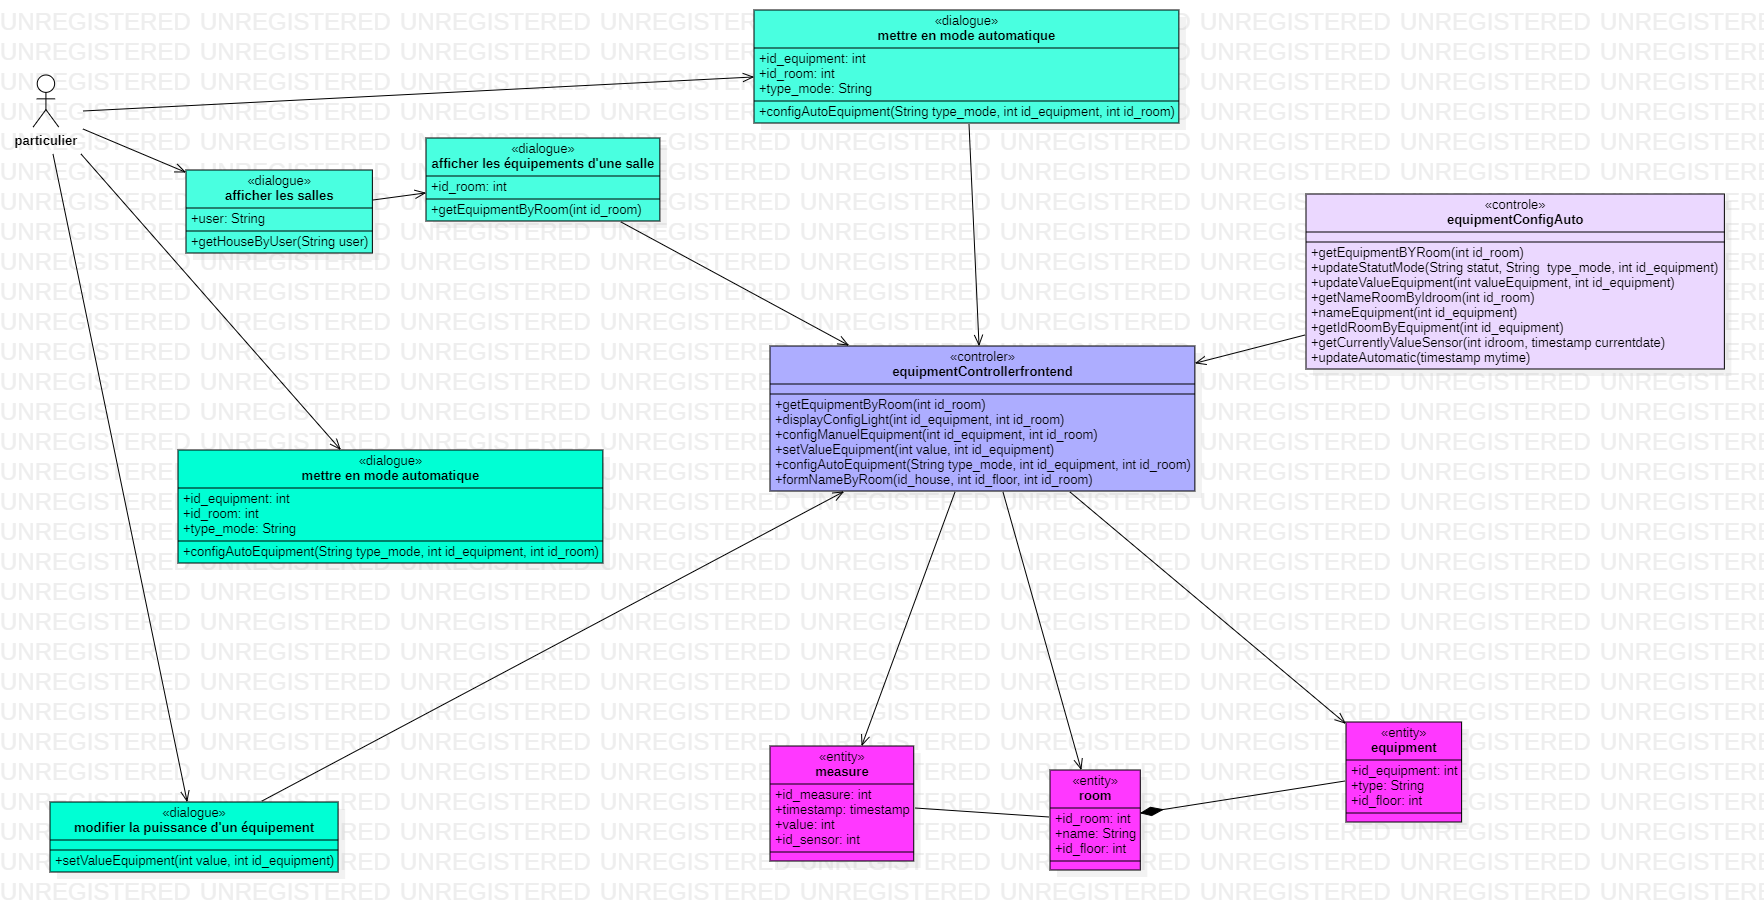 «dialogue»
mettre en mode automatique
+id_equipment: int
+id_room: int
+type_mode: String
+configAutoEquipment(String type_mode, int id_equipment, int id_room)
particulier
«dialogue»
afficher les équipements d'une salle
+id_room: int
+getEquipmentByRoom(int id_room)
«dialogue»
afficher les salles
+user: String
+getHouseByUser(String user)
«controle»
equipmentConfigAuto
+getEquipmentBYRoom(int id_room)
+updateStatutMode(String statut, String  type_mode, int id_equipment)
+updateValueEquipment(int valueEquipment, int id_equipment)
+getNameRoomByIdroom(int id_room)
+nameEquipment(int id_equipment)
+getIdRoomByEquipment(int id_equipment)
+getCurrentlyValueSensor(int idroom, timestamp currentdate)
+updateAutomatic(timestamp mytime)
«controler»
equipmentControllerfrontend
+getEquipmentByRoom(int id_room)
+displayConfigLight(int id_equipment, int id_room)
+configManuelEquipment(int id_equipment, int id_room)
+setValueEquipment(int value, int id_equipment)
+configAutoEquipment(String type_mode, int id_equipment, int id_room)
+formNameByRoom(id_house, int id_floor, int id_room)
«dialogue»
mettre en mode automatique
+id_equipment: int
+id_room: int
+type_mode: String
+configAutoEquipment(String type_mode, int id_equipment, int id_room)
«entity»
equipment
+id_equipment: int
+type: String
+id_floor: int
«entity»
measure
+id_measure: int
+timestamp: timestamp
+value: int
+id_sensor: int
«entity»
room
+id_room: int
+name: String
+id_floor: int
«dialogue»
modifier la puissance d'un équipement
+setValueEquipment(int value, int id_equipment)
UNREGISTERED